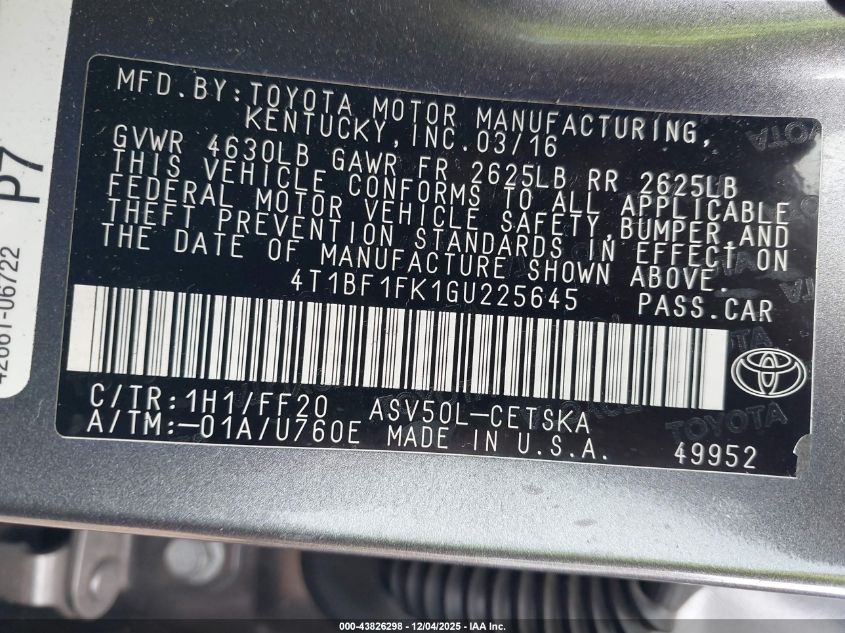 MFD.BY:TOYOTA MOTOR MANUFACTURING,
KENTUCKY,INC.03/16
GVWR 4630LB GAWR FR 2625LB RR 2625LB
THIS VEHICLE CONFORMS TO ALL APPLICABLE
FEDERAL MOTOR VEHICLE SAFETY,BUMPER AND
THEFT PREVENTION STANDARDS IN EFFECT ON
THE DATE OF MANUFACTURE SHOWN ABOVE.
4T1BF1FK1GU225645 PASS.CAR
C/TR:1H1/FF20 ASV50L-CETSKA
A/TM:-01A/U760E MADE IN U.S.A.
49952
P7
42661-06722
000-43826298 - 12/04/2025 - IAA Inc.